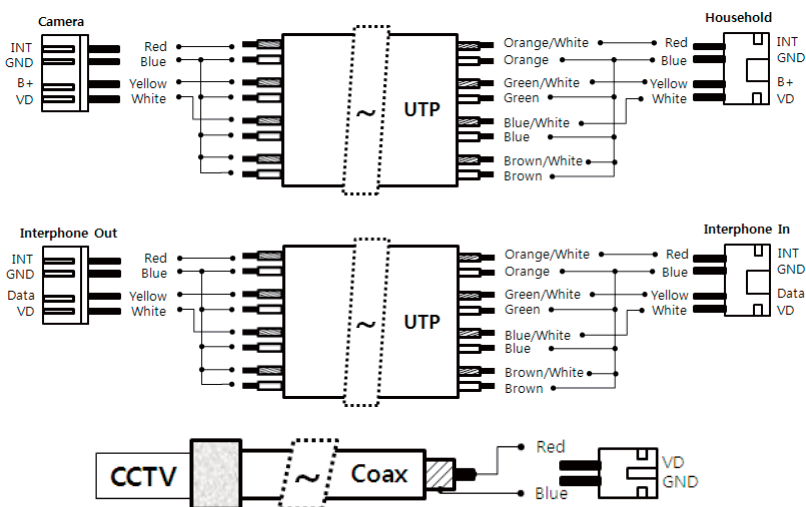 Camera
Household
INT Red Orange/White Red INT
GND Blue Orange Blue GND
B+ Yellow Green/White Yellow B+
VD White Green White VD
~ UTP
Blue/White
Blue
Brown/White
Brown
Interphone Out
Interphone In
INT Red Orange/White Red INT
GND Blue Orange Blue GND
Data Yellow Green/White Yellow Data
VD White Green White VD
~ UTP
Blue/White
Blue
Brown/White
Brown
CCTV ~ Coax
Red
Blue
VD
GND